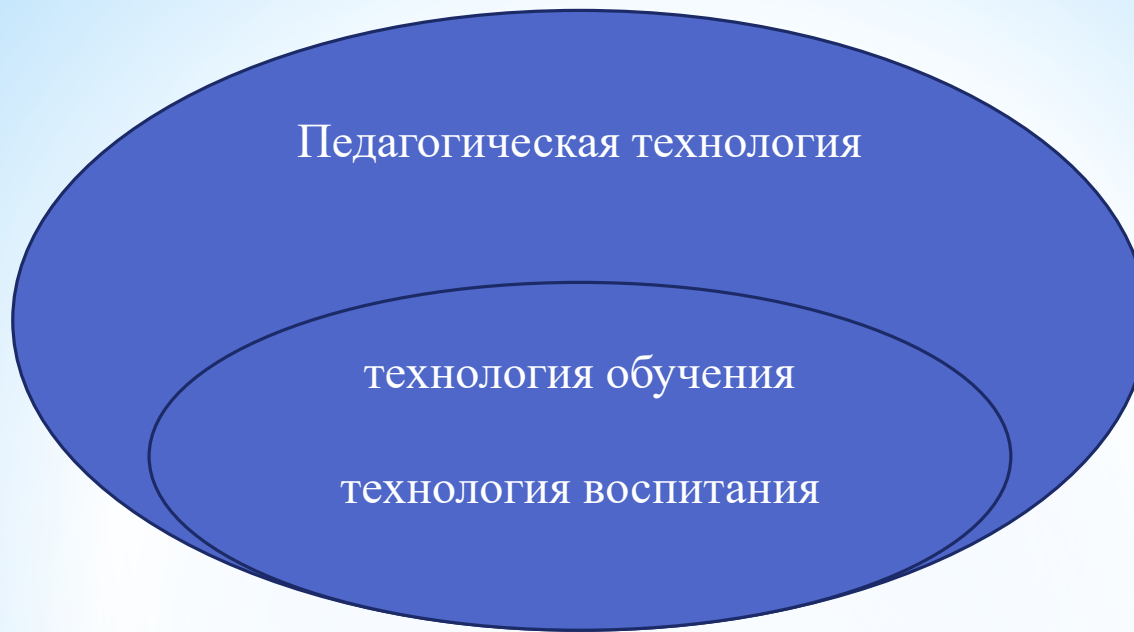 Педагогическая технология
технология обучения
технология воспитания